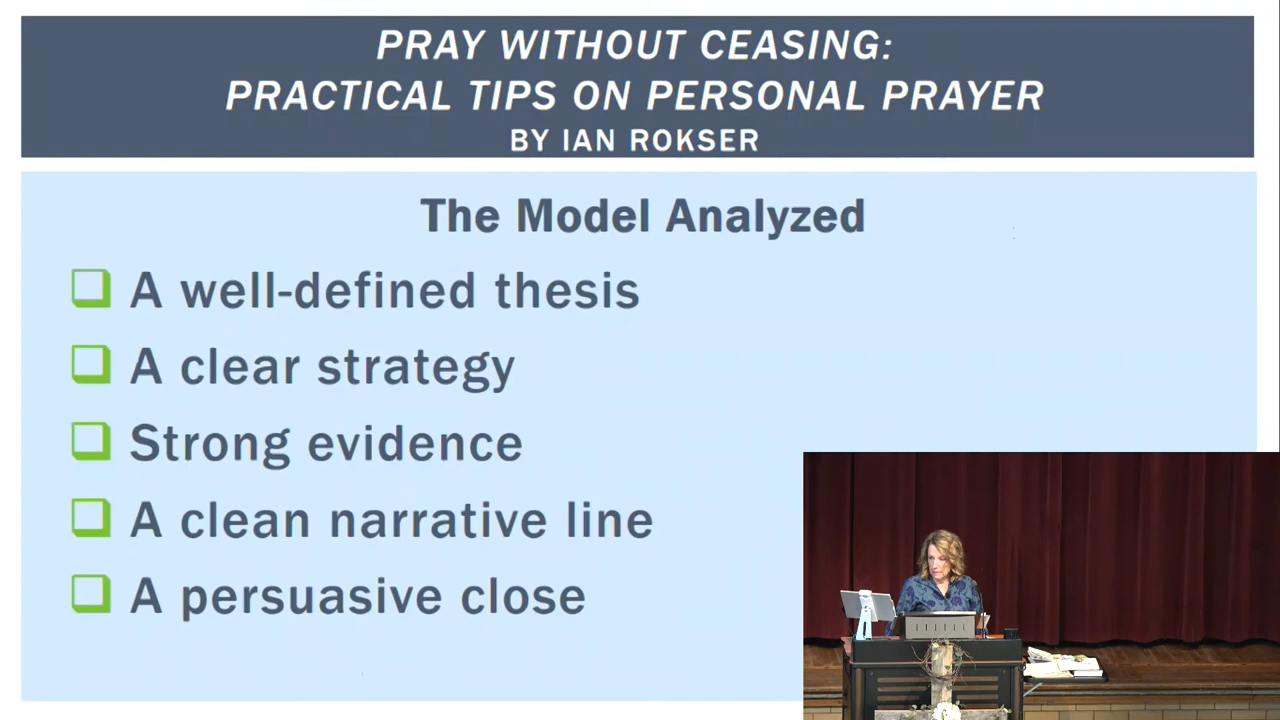 PRAY WITHOUT CEASING:
PRACTICAL TIPS ON PERSONAL PRAYER
BY IAN ROKSER
The Model Analyzed
A well-defined thesis
A clear strategy
Strong evidence
A clean narrative line
A persuasive close